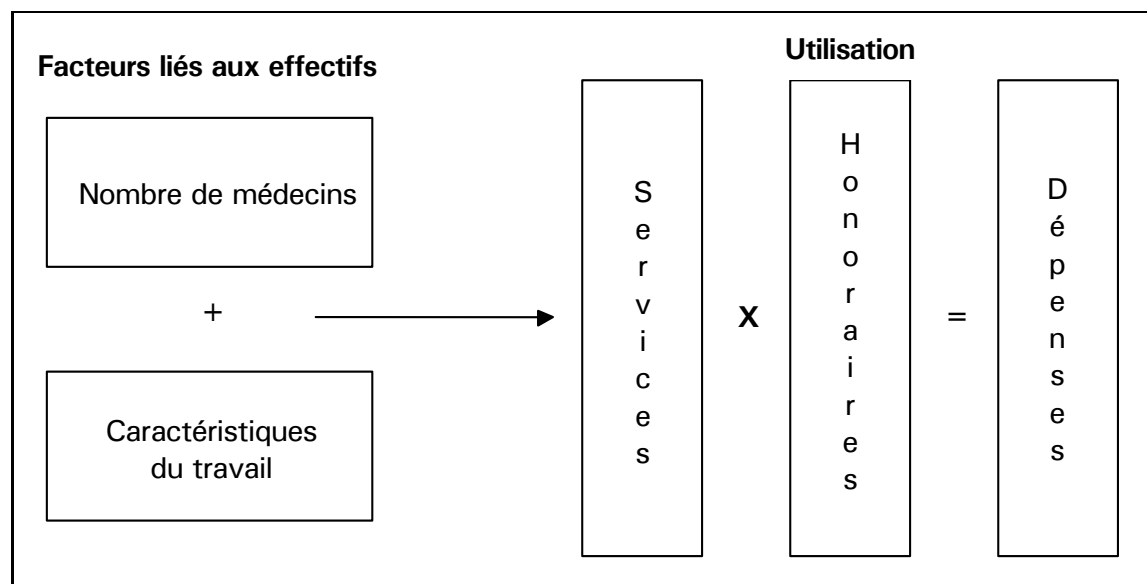 Facteurs liés aux effectifs
Nombre de médecins
+
Caractéristiques
du travail
Utilisation
Services
X
Honoraires
=
Dépenses